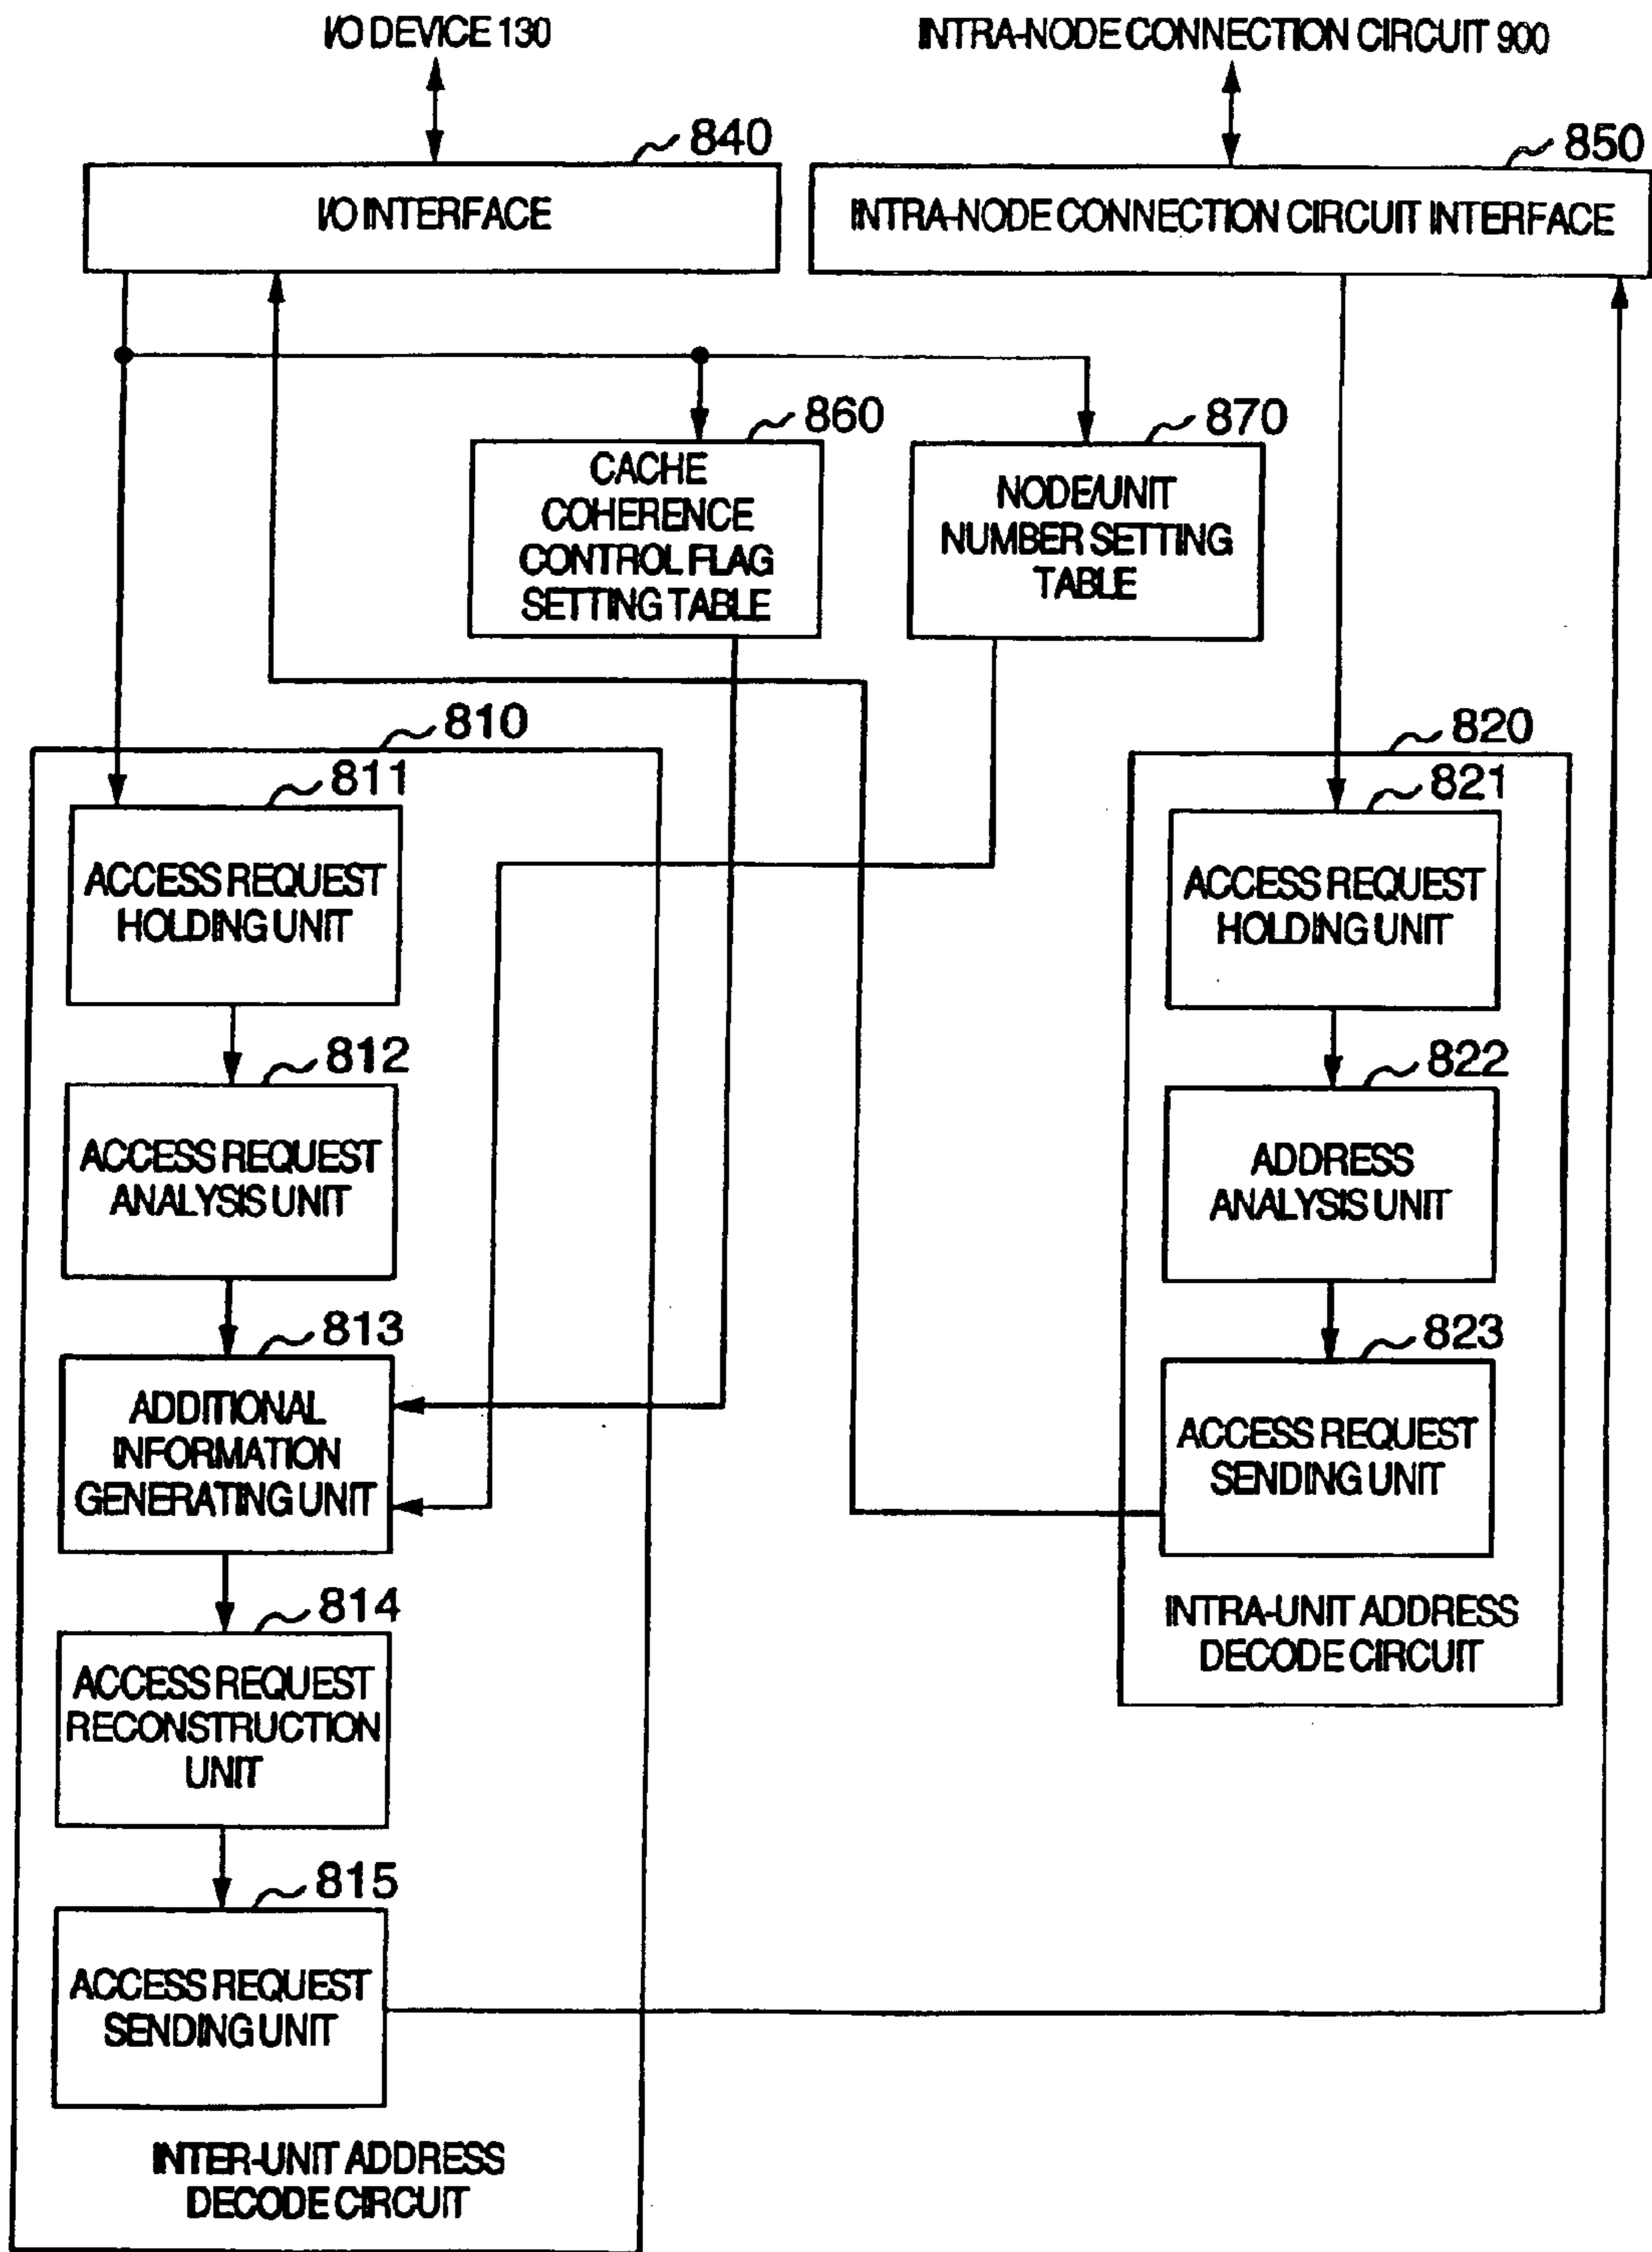 I/O DEVICE 130
INTRA-NODE CONNECTION CIRCUIT 900
840
850
I/O INTERFACE
INTRA-NODE CONNECTION CIRCUIT INTERFACE
860
870
CACHE
COHERENCE
CONTROL FLAG
SETTING TABLE
NODE/UNIT
NUMBER SETTING
TABLE
810
811
ACCESS REQUEST
HOLDING UNIT
812
ACCESS REQUEST
ANALYSIS UNIT
813
ADDITIONAL
INFORMATION
GENERATING UNIT
814
ACCESS REQUEST
RECONSTRUCTION
UNIT
815
ACCESS REQUEST
SENDING UNIT
INTER-UNIT ADDRESS
DECODE CIRCUIT
820
821
ACCESS REQUEST
HOLDING UNIT
822
ADDRESS
ANALYSIS UNIT
823
ACCESS REQUEST
SENDING UNIT
INTRA-UNIT ADDRESS
DECODE CIRCUIT